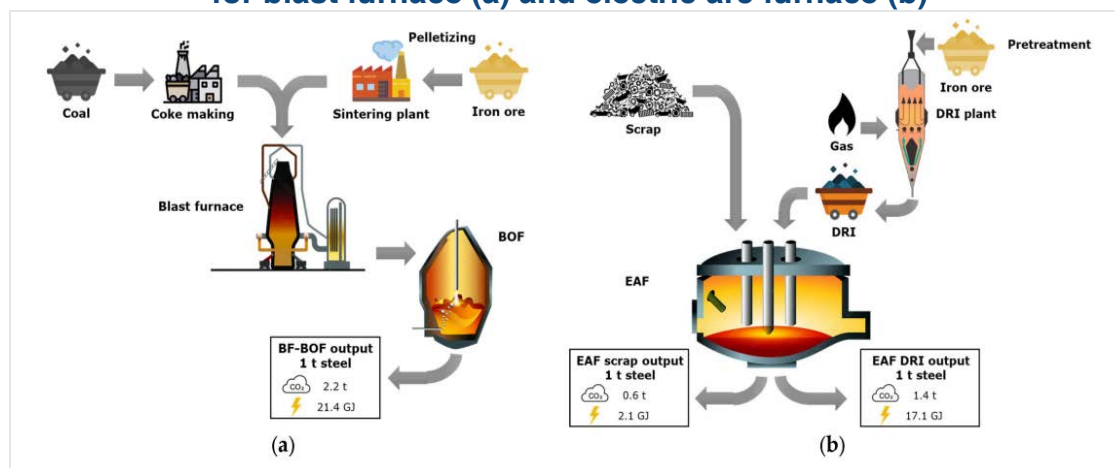 for blast furnace (a) and electric arc furnace (b)
Pelletizing
Coal
Coke making
Sintering plant
Iron ore
Blast furnace
BOF
BF-BOF output
1 t steel
CO₂
2.2 t
21.4 GJ
(a)
Pretreatment
Iron ore
DRI plant
Scrap
Gas
DRI
EAF
EAF scrap output
1 t steel
CO₂
0.6 t
2.1 GJ
EAF DRI output
1 t steel
CO₂
1.4 t
17.1 GJ
(b)